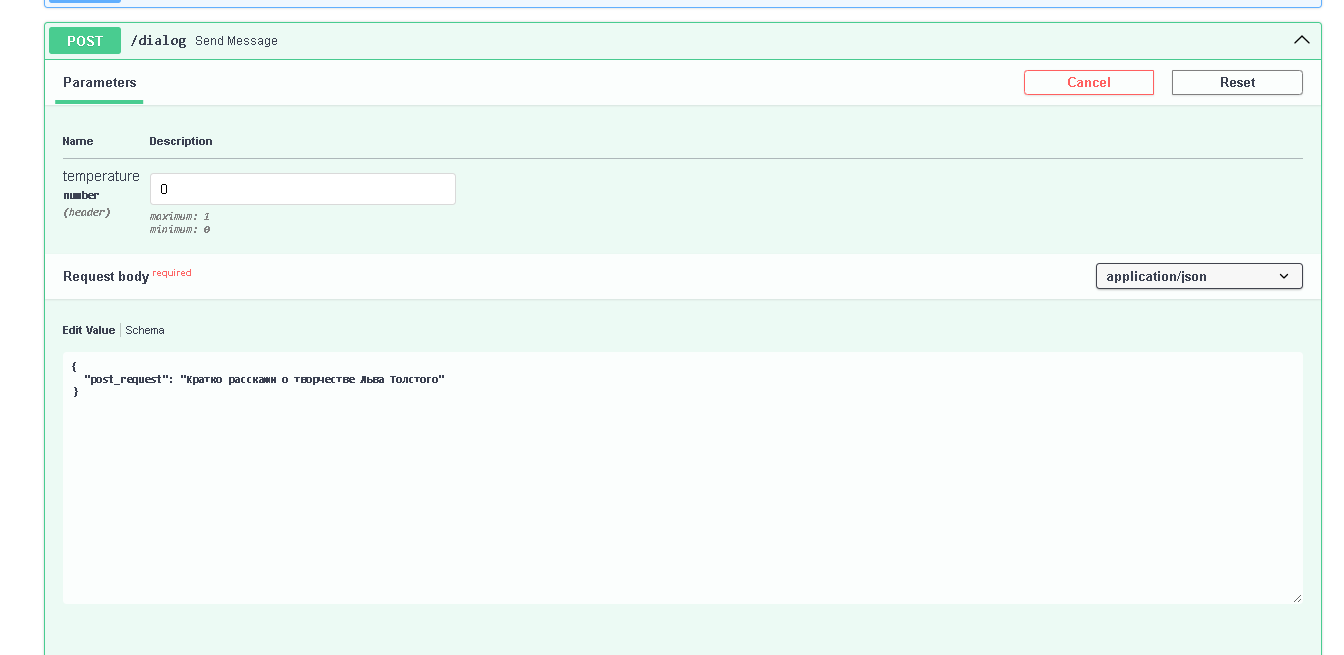 POST /dialog Send Message
Parameters Cancel Reset
Name Description
temperature
number
(header)
0
maximum: 1
minimum: 0
Request body required application/json
Edit Value Schema
{
"post_request": "Кратко расскажи о творчестве Льва Толстого"
}